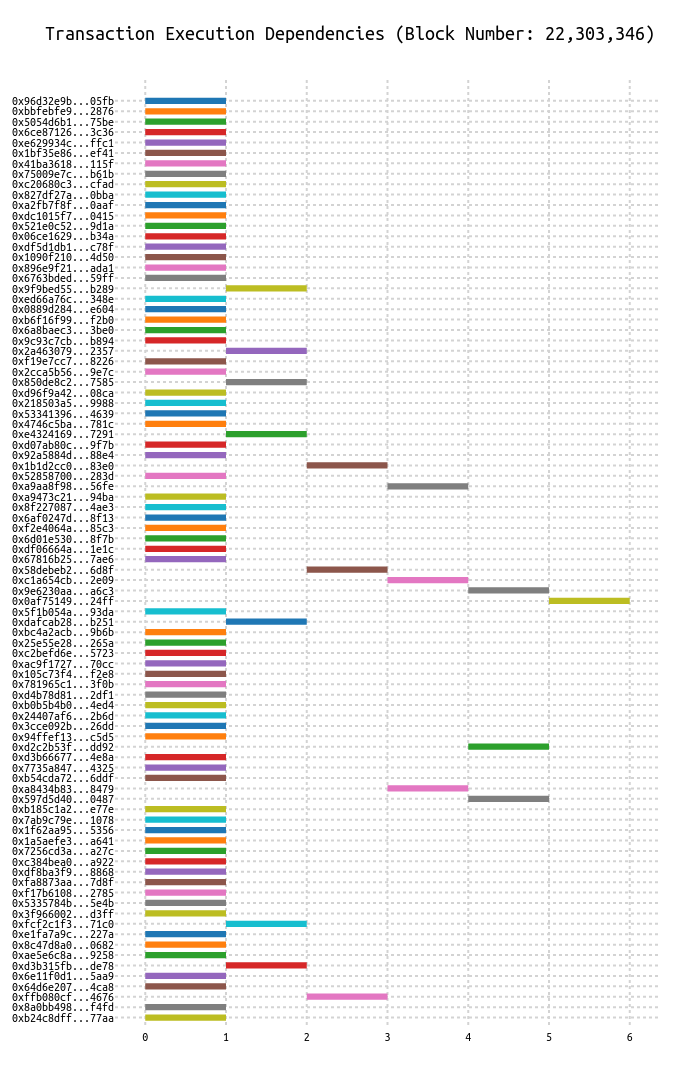 Transaction Execution Dependencies (Block Number: 22,303,346)
0x96d32e9b...05fb
0xbbfebfe9...2876
0x5054d6b1...75be
0x6ce87126...3c36
0xe629934c...ffc1
0x1bf35e86...ef41
0x41ba3618...115f
0x75009e7c...b61b
0xc20680c3...cfad
0x827df27a...0bba
0xa2fb7f8f...0aaf
0xdc1015f7...0415
0x521e0c52...9d1a
0x06ce1629...b34a
0xdf5d1db1...c78f
0x1090f210...4d50
0x896e9f21...ada1
0x6763bded...59ff
0x9f9bed55...b289
0xed66a76c...348e
0x0889d284...e604
0xb6f16f99...f2b0
0x6a8baec3...3be0
0x9c93c7cb...b894
0x2a463079...2357
0xf19e7cc7...8226
0x2cca5b56...9e7c
0x850de8c2...7585
0xd96f9a42...08ca
0x218503a5...9988
0x53341396...4639
0x4746c5ba...781c
0xe4324169...7291
0xd07ab80c...9f7b
0x92a5884d...88e4
0x1b1d2cc0...83e0
0x52858700...283d
0xa9aa8f98...56fe
0xa9473c21...94ba
0x8f227087...4ae3
0x6af0247d...8f13
0xf2e4064a...85c3
0x6d01e530...8f7b
0xdf06664a...1e1c
0x67816b25...7ae6
0x58debeb2...6d8f
0xc1a654cb...2e09
0x9e6230aa...a6c3
0x0af75149...24ff
0x5f1b054a...93da
0xdafcab28...b251
0xbc4a2acb...9b6b
0x25e55e28...265a
0xc2befd6e...5723
0xac9f1727...70cc
0x105c73f4...f2e8
0x781965c1...3f0b
0xd4b78d81...2df1
0xb0b5b4b0...4ed4
0x24407af6...2b6d
0x3cce092b...26dd
0x94ffef13...c5d5
0xd2c2b53f...dd92
0xd3b66677...4e8a
0x7735a847...4325
0xb54cda72...6ddf
0xa8434b83...8479
0x597d5d40...0487
0xb185c1a2...e77e
0x7ab9c79e...1078
0x1f62aa95...5356
0x1a5aefe3...a641
0x7256cd3a...a27c
0xc384bea0...a922
0xdf8ba3f9...8868
0xfa8873aa...7d8f
0xf17b6108...2785
0x5335784b...5e4b
0x3f966002...d3ff
0xfcf2c1f3...71c0
0xe1fa7a9c...227a
0x8c47d8a0...0682
0xae5e6c8a...9258
0xd3b315fb...de78
0x6e11f0d1...5aa9
0x64d6e207...4ca8
0xffb080cf...4676
0x8a0bb498...f4fd
0xb24c8dff...77aa
0 1 2 3 4 5 6